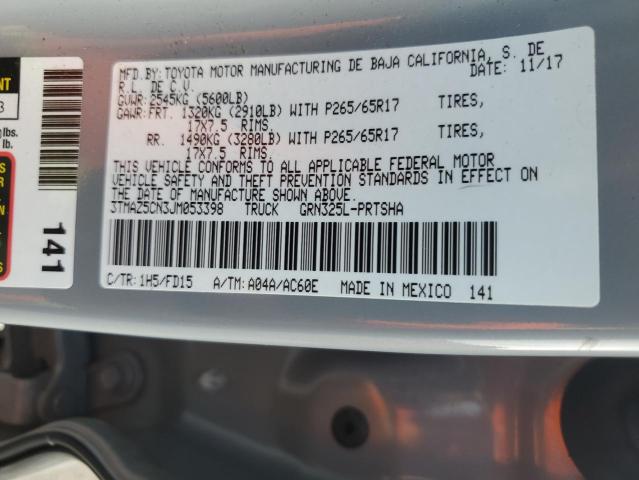 MFD.BY: TOYOTA MOTOR MANUFACTURING DE BAJA CALIFORNIA, S. DE
R.L. DE C.V. DATE: 11/17
GVWR: 2545KG (5600LB)
GAWR: FRT. 1320KG (2910LB) WITH P265/65R17 TIRES,
17X7.5 RIMS.
RR. 1490KG (3280LB) WITH P265/65R17 TIRES,
17X7.5 RIMS.
THIS VEHICLE CONFORMS TO ALL APPLICABLE FEDERAL MOTOR
VEHICLE SAFETY AND THEFT PREVENTION STANDARDS IN EFFECT ON
THE DATE OF MANUFACTURE SHOWN ABOVE.
3TMAZ5CN3JM053398 TRUCK GRN325L-PRTSHA
C/TR: 1H5/FD15 A/TM: A04A/AC60E MADE IN MEXICO 141
141
lbs.
lb.